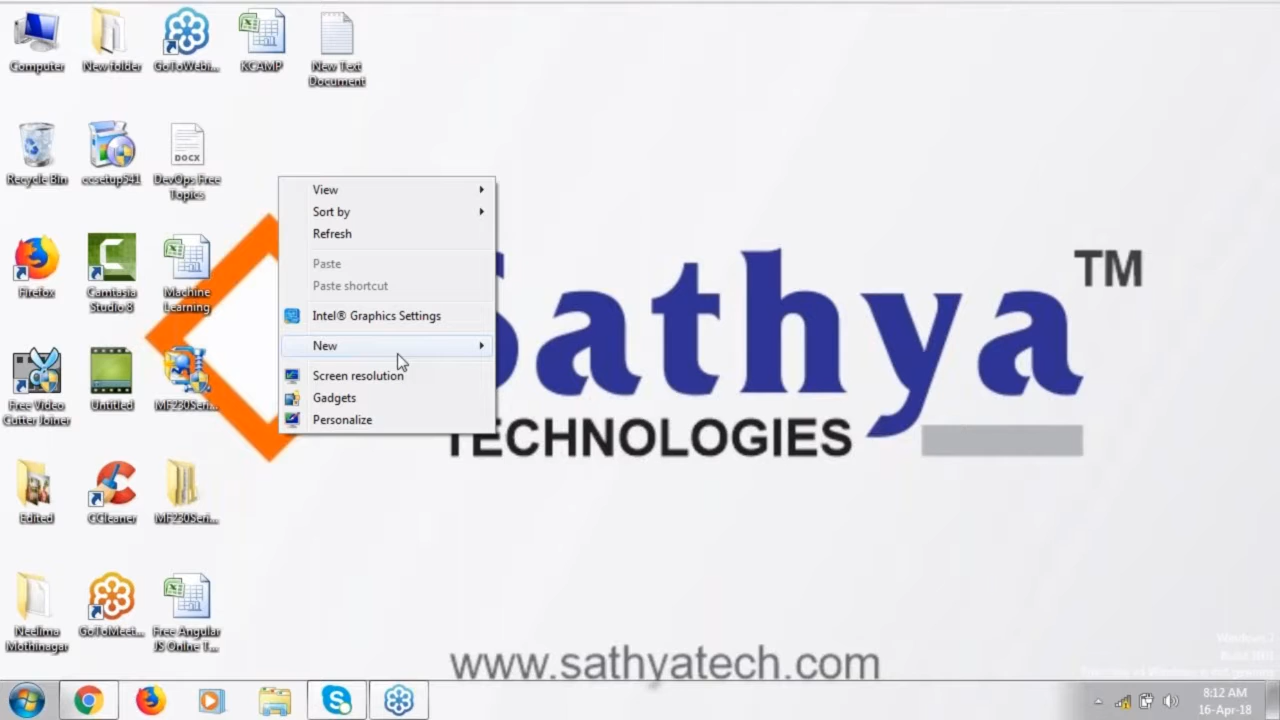 Computer
New folder
GoToWebi...
KCAMP
New Text
Document
Recycle Bin
ccsetup541
DevOps Free
Topics
Firefox
Camtasia
Studio 8
Machine
Learning
Free Video
Cutter Joiner
Untitled
MF230Seri...
Edited
CCleaner
MF230Seri...
Neelima
Mothinagar
GoToMeet...
Free Angular
JS Online T...
DOCX
View
Sort by
Refresh
Paste
Paste shortcut
Intel® Graphics Settings
New
Screen resolution
Gadgets
Personalize
Sathya
TM
TECHNOLOGIES
www.sathyatech.com
Windows 7
8:12 AM
16-Apr-18